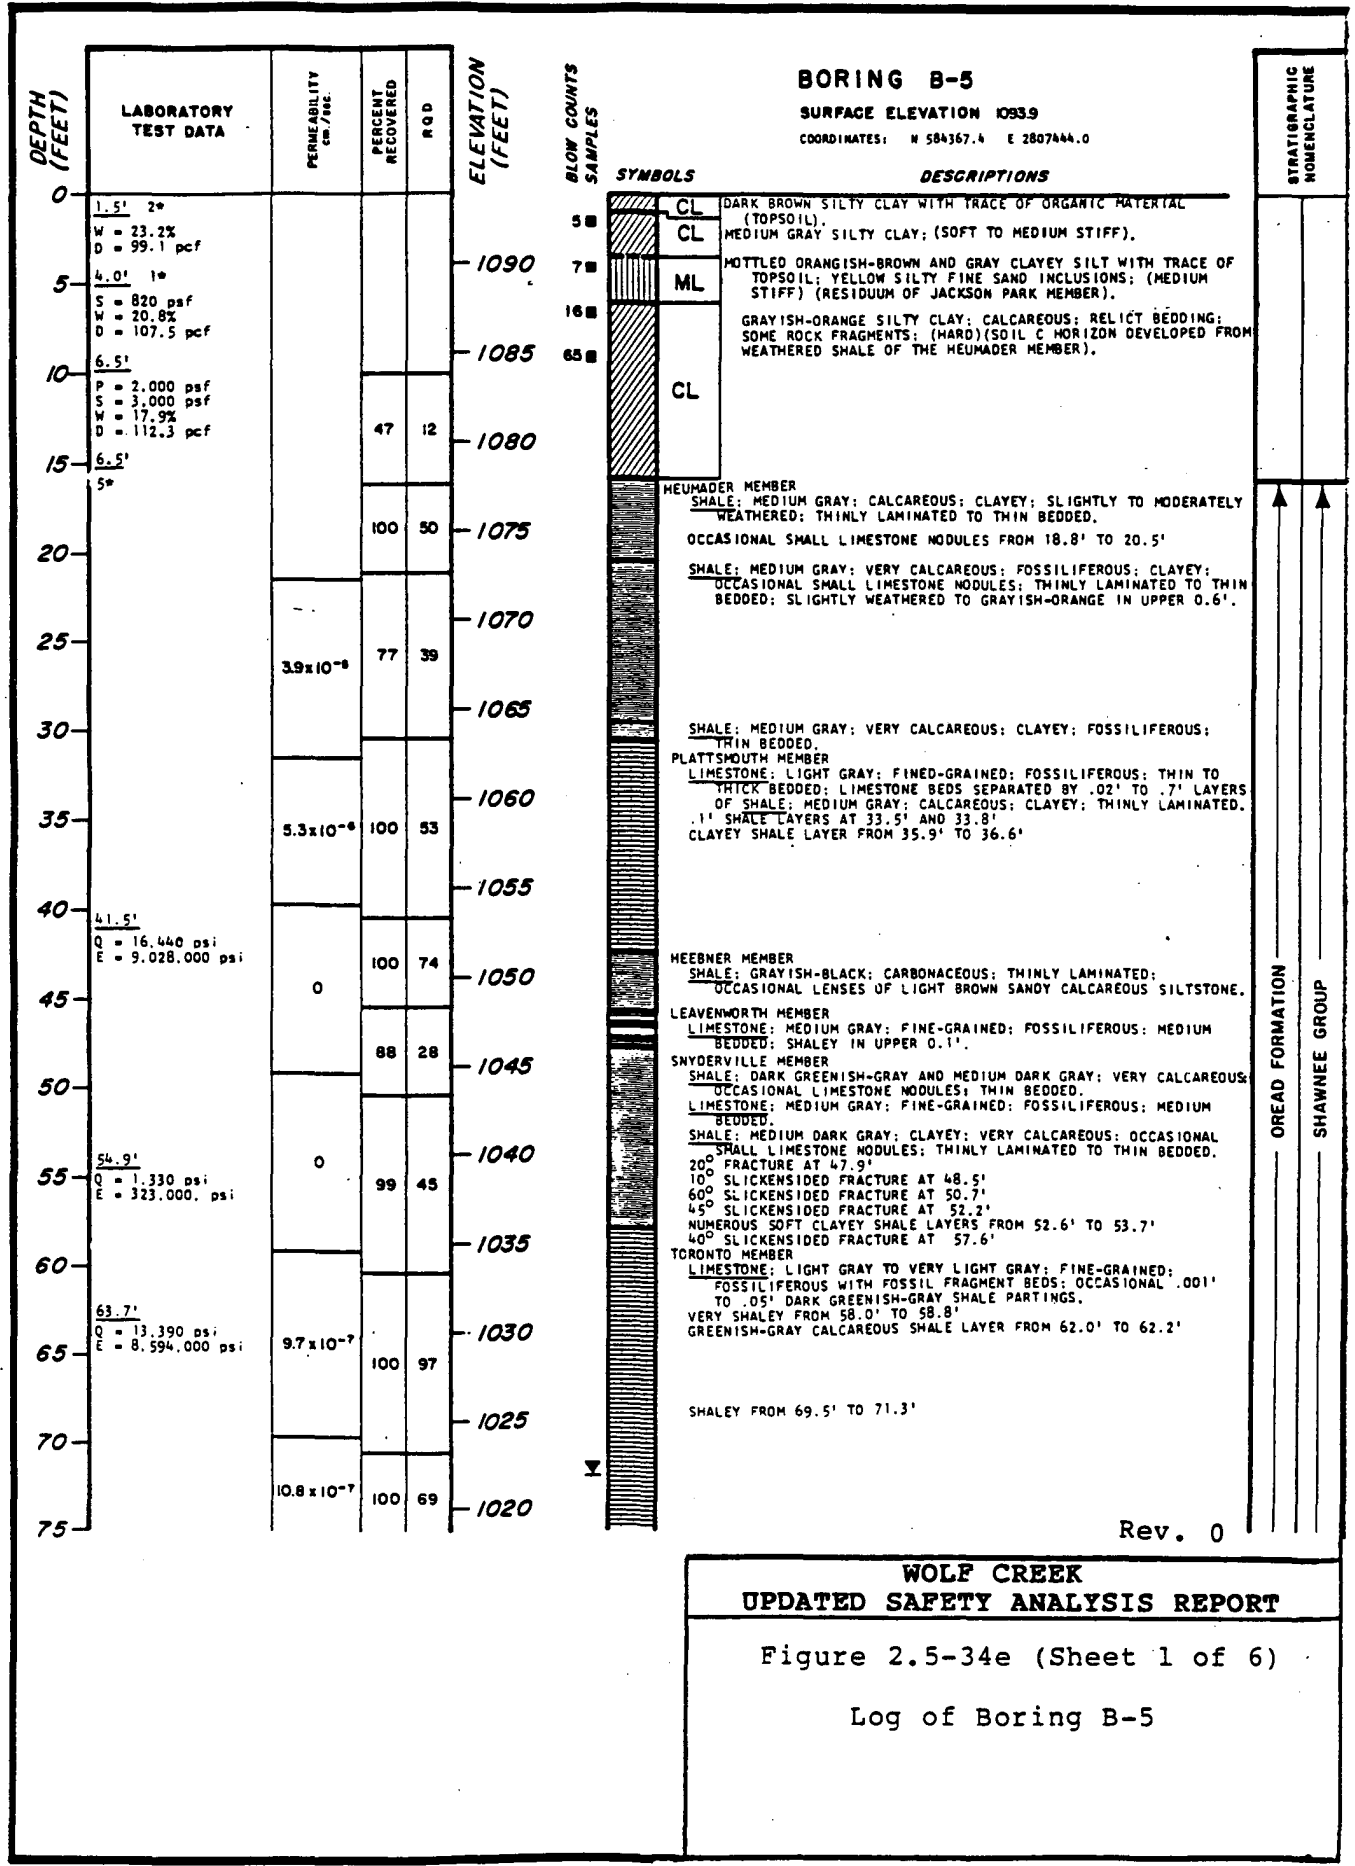 BORING B-5
SURFACE ELEVATION 1093.9
COORDINATES: N 584367.4 E 2807444.0
DEPTH (FEET)
LABORATORY
TEST DATA
PERMEABILITY
cm./sec.
PERCENT
RECOVERED
RQD
ELEVATION
(FEET)
BLOW COUNTS
SAMPLES
SYMBOLS
DESCRIPTIONS
STRATIGRAPHIC
NOMENCLATURE
0
5
10
15
20
25
30
35
40
45
50
55
60
65
70
75
1.5' 2*
W = 23.2%
D = 99.1 pcf
4.0' 1*
S = 820 psf
W = 20.8%
D = 107.5 pcf
6.5'
P = 2.000 psf
S = 3.000 psf
W = 17.9%
D = 112.3 pcf
6.5'
5*
41.5'
Q = 16.440 psi
E = 9.028.000 psi
54.9'
Q = 1.330 psi
E = 323.000. psi
63.7'
Q = 13.390 psi
E = 8.594.000 psi
5.3x10⁻⁶
0
0
9.7x10⁻⁷
10.8x10⁻⁷
47 12
100 50
77 39
100 53
100 74
88 28
99 45
100 97
100 69
1090
1085
1080
1075
1070
1065
1060
1055
1050
1045
1040
1035
1030
1025
1020
5
7
16
65
CL
CL
ML
CL
DARK BROWN SILTY CLAY WITH TRACE OF ORGANIC MATERIAL
(TOPSOIL).
MEDIUM GRAY SILTY CLAY; (SOFT TO MEDIUM STIFF).
MOTTLED ORANGISH-BROWN AND GRAY CLAYEY SILT WITH TRACE OF
TOPSOIL; YELLOW SILTY FINE SAND INCLUSIONS; (MEDIUM
STIFF) (RESIDUUM OF JACKSON PARK MEMBER).
GRAYISH-ORANGE SILTY CLAY; CALCAREOUS; RELICT BEDDING;
SOME ROCK FRAGMENTS; (HARD)(SOIL C HORIZON DEVELOPED FROM
WEATHERED SHALE OF THE HEUMADER MEMBER).
HEUMADER MEMBER
SHALE; MEDIUM GRAY; CALCAREOUS; CLAYEY; SLIGHTLY TO MODERATELY
WEATHERED; THINLY LAMINATED TO THIN BEDDED.
OCCASIONAL SMALL LIMESTONE NODULES FROM 18.8' TO 20.5'
SHALE; MEDIUM GRAY; VERY CALCAREOUS; FOSSILIFEROUS; CLAYEY;
OCCASIONAL SMALL LIMESTONE NODULES; THINLY LAMINATED TO THIN
BEDDED; SLIGHTLY WEATHERED TO GRAYISH-ORANGE IN UPPER 0.6'.
SHALE; MEDIUM GRAY; VERY CALCAREOUS; CLAYEY; FOSSILIFEROUS;
THIN BEDDED.
PLATTSMOUTH MEMBER
LIMESTONE; LIGHT GRAY; FINED-GRAINED; FOSSILIFEROUS; THIN TO
THICK BEDDED; LIMESTONE BEDS SEPARATED BY .02' TO .7' LAYERS
OF SHALE; MEDIUM GRAY; CALCAREOUS; CLAYEY; THINLY LAMINATED.
.1' SHALE LAYERS AT 33.5' AND 33.8'
CLAYEY SHALE LAYER FROM 35.9' TO 36.6'
HEEBNER MEMBER
SHALE; GRAYISH-BLACK; CARBONACEOUS; THINLY LAMINATED;
OCCASIONAL LENSES OF LIGHT BROWN SANDY CALCAREOUS SILTSTONE.
LEAVENWORTH MEMBER
LIMESTONE; MEDIUM GRAY; FINE-GRAINED; FOSSILIFEROUS; MEDIUM
BEDDED; SHALEY IN UPPER 0.1'.
SNYDERVILLE MEMBER
SHALE; DARK GREENISH-GRAY AND MEDIUM DARK GRAY; VERY CALCAREOUS;
OCCASIONAL LIMESTONE NODULES; THIN BEDDED.
LIMESTONE; MEDIUM GRAY; FINE-GRAINED; FOSSILIFEROUS; MEDIUM
BEDDED.
SHALE; MEDIUM DARK GRAY; CLAYEY; VERY CALCAREOUS; OCCASIONAL
SMALL LIMESTONE NODULES; THINLY LAMINATED TO THIN BEDDED.
20° FRACTURE AT 47.9'
10° SLICKENSIDED FRACTURE AT 48.5'
60° SLICKENSIDED FRACTURE AT 50.7'
45° SLICKENSIDED FRACTURE AT 52.2'
NUMEROUS SOFT CLAYEY SHALE LAYERS FROM 52.6' TO 53.7'
40° SLICKENSIDED FRACTURE AT 57.6'
TORONTO MEMBER
LIMESTONE; LIGHT GRAY TO VERY LIGHT GRAY; FINE-GRAINED;
FOSSILIFEROUS WITH FOSSIL FRAGMENT BEDS; OCCASIONAL .001'
TO .05' DARK GREENISH-GRAY SHALE PARTINGS.
VERY SHALEY FROM 58.0' TO 58.8'
GREENISH-GRAY CALCAREOUS SHALE LAYER FROM 62.0' TO 62.2'
SHALEY FROM 69.5' TO 71.3'
OREAD FORMATION
SHAWNEE GROUP
Rev. 0
WOLF CREEK
UPDATED SAFETY ANALYSIS REPORT
Figure 2.5-34e (Sheet 1 of 6)
Log of Boring B-5